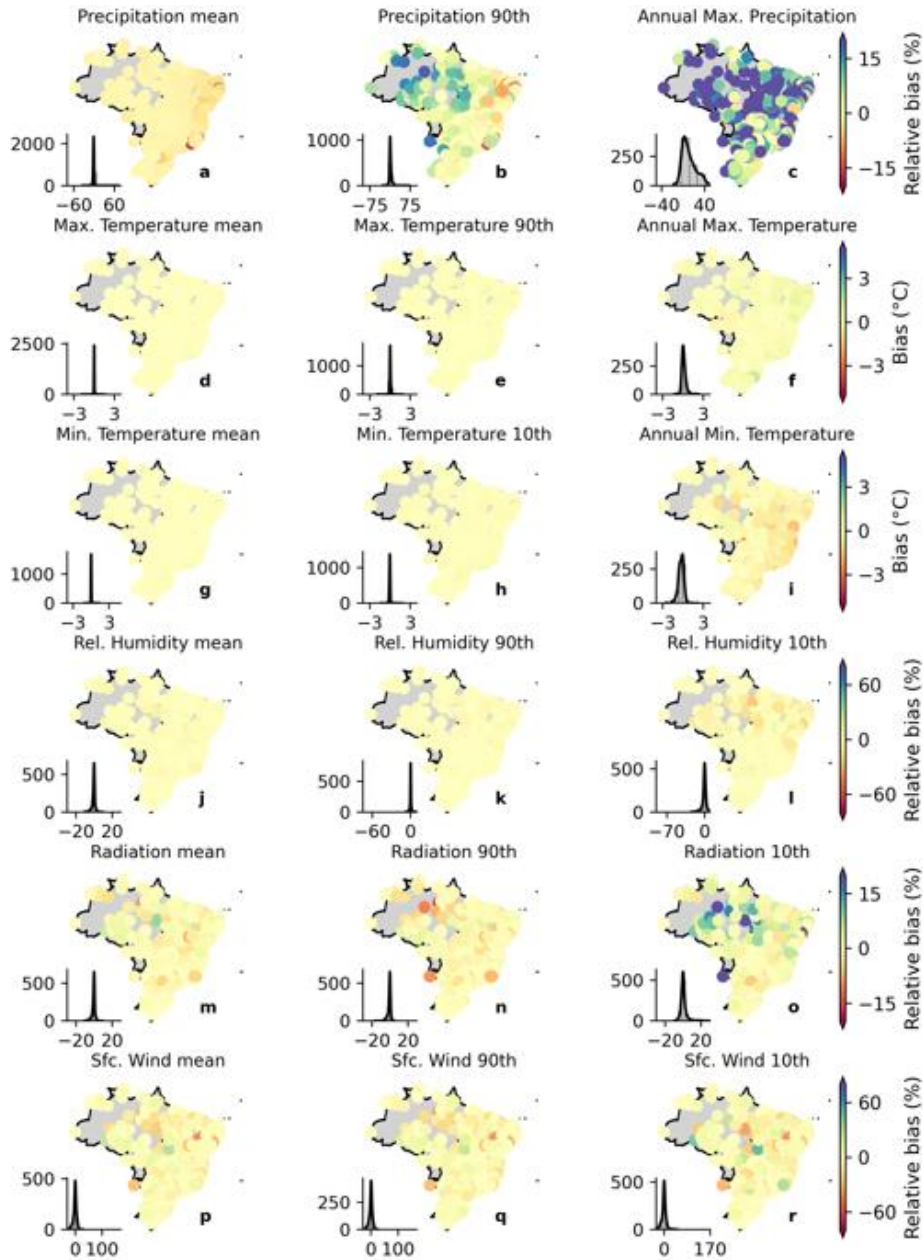 Precipitation mean
Precipitation 90th
Annual Max. Precipitation
2000
0
−60 60
a
1000
0
−75 75
b
250
0
−40 40
c
15
0
−15
Relative bias (%)
Max. Temperature mean
Max. Temperature 90th
Annual Max. Temperature
2500
0
−3 3
d
1000
0
−3 3
e
250
0
−3 3
f
3
0
−3
Bias (°C)
Min. Temperature mean
Min. Temperature 10th
Annual Min. Temperature
1000
0
−3 3
g
1000
0
−3 3
h
250
0
−3 3
i
3
0
−3
Bias (°C)
Rel. Humidity mean
Rel. Humidity 90th
Rel. Humidity 10th
500
0
−20 20
j
500
0
−60 0
k
500
0
−70 0
l
60
0
−60
Relative bias (%)
Radiation mean
Radiation 90th
Radiation 10th
500
0
−20 20
m
500
0
−20 20
n
500
0
−20 20
o
15
0
−15
Relative bias (%)
Sfc. Wind mean
Sfc. Wind 90th
Sfc. Wind 10th
500
0
0 100
p
250
0
0 100
q
500
0
0 170
r
60
0
−60
Relative bias (%)